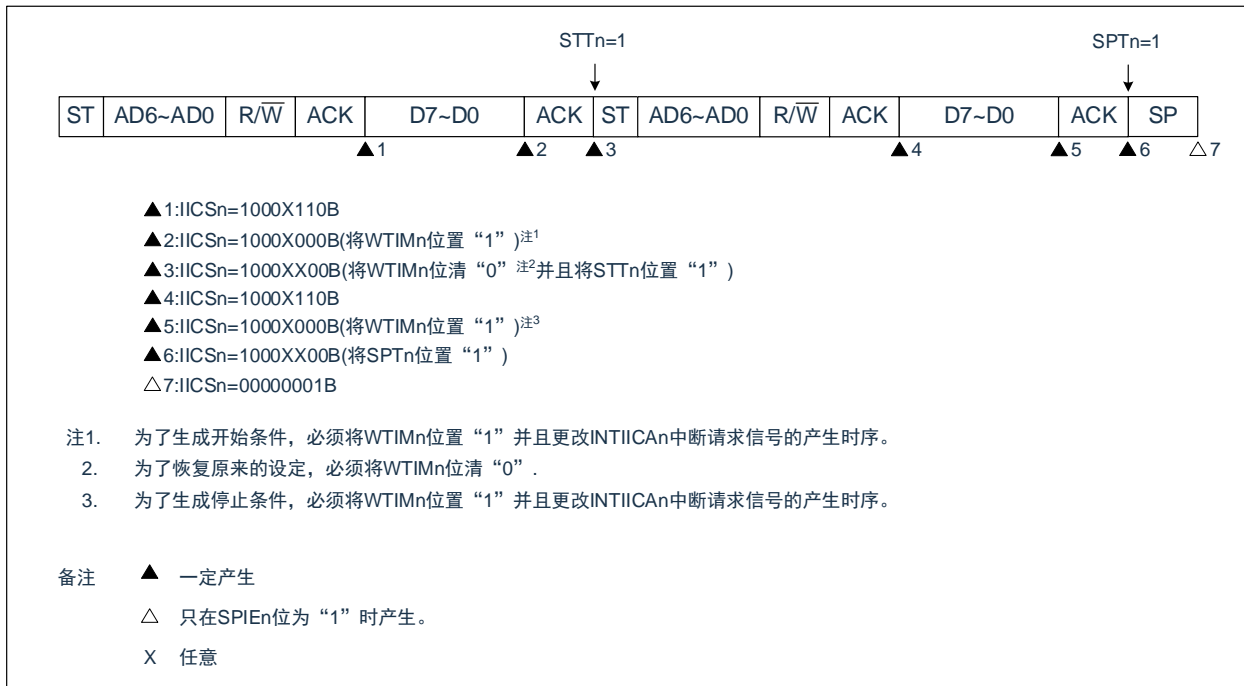 STTn=1 SPTn=1
ST AD6~AD0 R/W ACK D7~D0 ACK ST AD6~AD0 R/W ACK D7~D0 ACK SP
▲1 ▲2 ▲3 ▲4 ▲5 ▲6 △7
▲1:IICSn=1000X110B
▲2:IICSn=1000X000B(将WTIMn位置“1”)注1
▲3:IICSn=1000XX00B(将WTIMn位清“0”注2并且将STTn位置“1”)
▲4:IICSn=1000X110B
▲5:IICSn=1000X000B(将WTIMn位置“1”)注3
▲6:IICSn=1000XX00B(将SPTn位置“1”)
△7:IICSn=00000001B
注1. 为了生成开始条件，必须将WTIMn位置“1”并且更改INTIICAn中断请求信号的产生时序。
2. 为了恢复原来的设定，必须将WTIMn位清“0”.
3. 为了生成停止条件，必须将WTIMn位置“1”并且更改INTIICAn中断请求信号的产生时序。
备注 ▲ 一定产生
△ 只在SPIEn位为“1”时产生。
X 任意